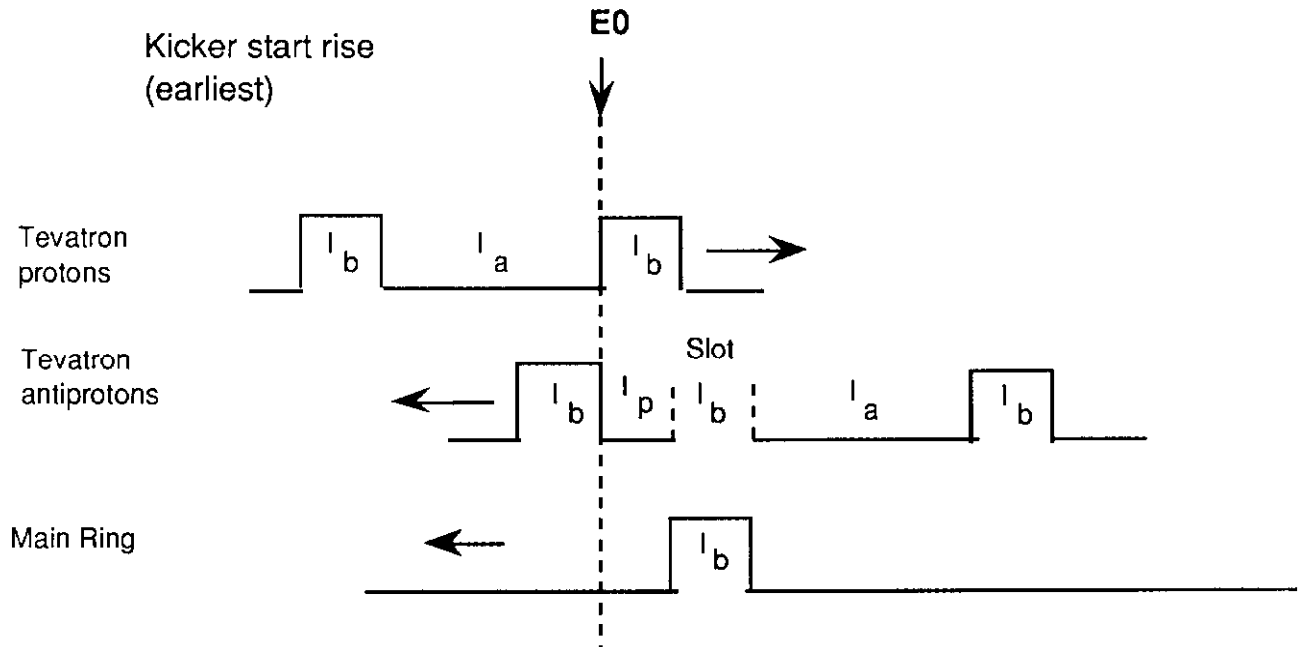 E0
Kicker start rise
(earliest)
Tevatron
protons
l b
l a
l b
Tevatron
antiprotons
Slot
l b
l p
l b
l a
l b
Main Ring
l b